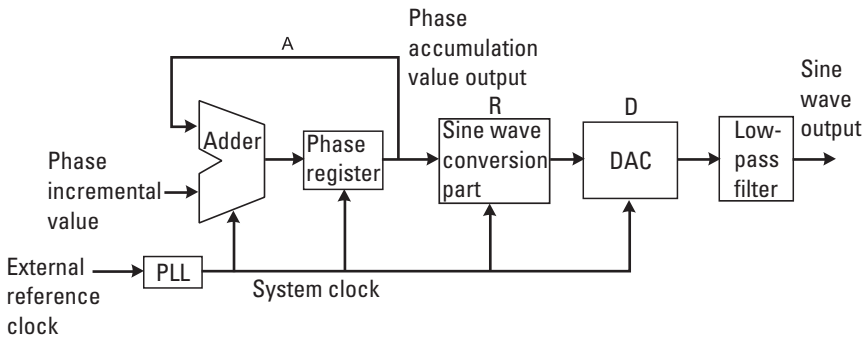 Phase
accumulation
value output
A
Sine
wave
output
R
D
Adder
Phase
register
Sine wave
conversion
part
DAC
Low-
pass
filter
Phase
incremental
value
External
reference
clock
PLL
System clock